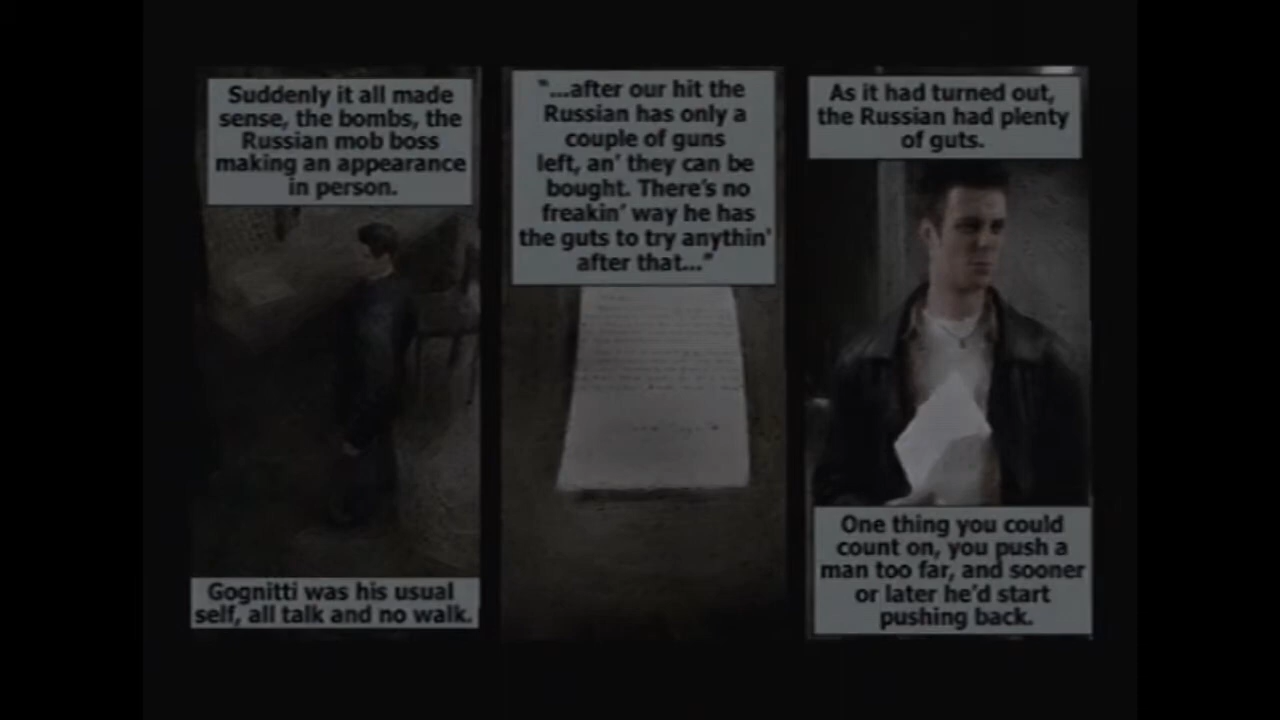 Suddenly it all made
sense, the bombs, the
Russian mob boss
making an appearance
in person.
Gognitti was his usual
self, all talk and no walk.
"...after our hit the
Russian has only a
couple of guns
left, an' they can be
bought. There's no
freakin' way he has
the guts to try anythin'
after that..."
As it had turned out,
the Russian had plenty
of guts.
One thing you could
count on, you push a
man too far, and sooner
or later he'd start
pushing back.